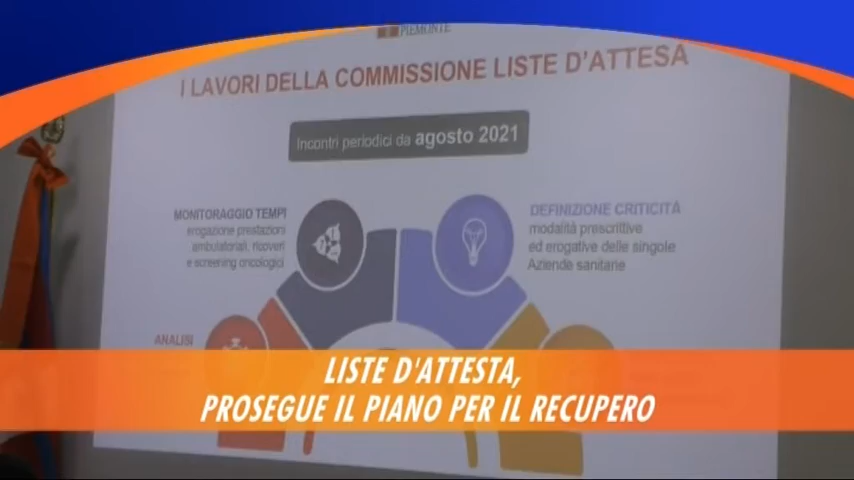 PIEMONTE
I LAVORI DELLA COMMISSIONE LISTE D'ATTESA
Incontri periodici da agosto 2021
MONITORAGGIO TEMPI
erogazione prestazioni
ambulatoriali, ricoveri
e screening oncologici
DEFINIZIONE CRITICITÀ
modalità prescrittive
ed erogative delle singole
Aziende sanitarie
ANALISI
LISTE D'ATTESTA,
PROSEGUE IL PIANO PER IL RECUPERO